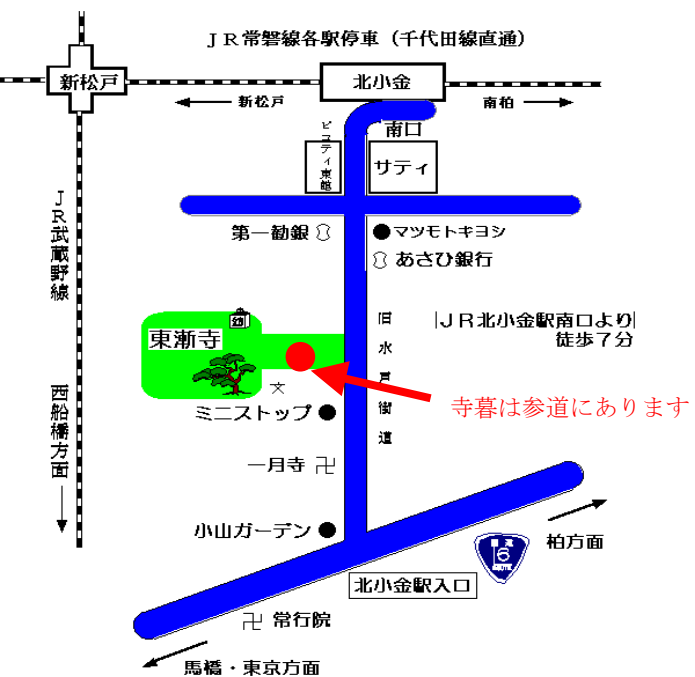 JR常磐線各駅停車（千代田線直通）
新松戸
北小金
新松戸
南柏
南口
ビコティ東館
サティ
JR武蔵野線
第一勧銀
マツモトキヨシ
あさひ銀行
幼
東漸寺
旧水戸街道
JR北小金駅南口より
徒歩7分
文
寺暮は参道にあります
西船橋方面
ミニストップ
一月寺 卍
小山ガーデン
柏方面
6
北小金駅入口
卍 常行院
馬橋・東京方面